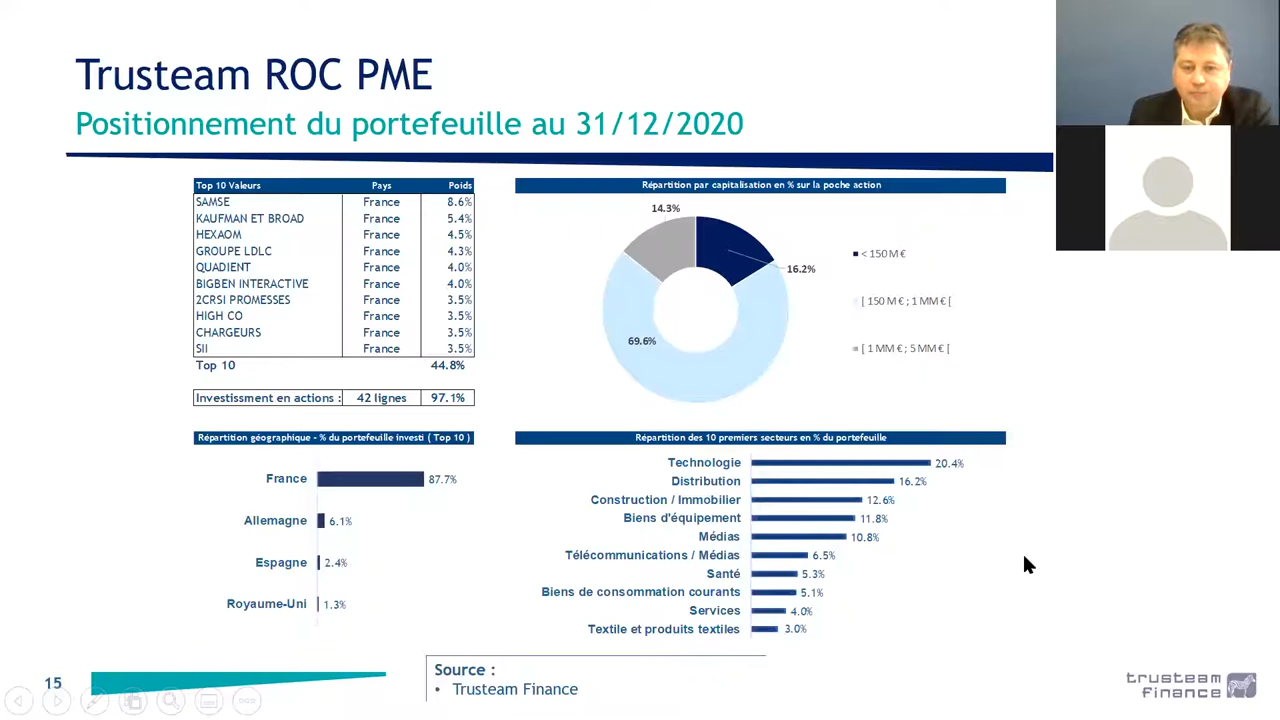 Trusteam ROC PME
Positionnement du portefeuille au 31/12/2020
Top 10 Valeurs Pays Poids
SAMSE France 8.6%
KAUFMAN ET BROAD France 5.4%
HEXAOM France 4.5%
GROUPE LDLC France 4.3%
QUADIENT France 4.0%
BIGBEN INTERACTIVE France 4.0%
2CRSI PROMESSES France 3.5%
HIGH CO France 3.5%
CHARGEURS France 3.5%
SII France 3.5%
Top 10 44.8%
Investissment en actions : 42 lignes 97.1%
Répartition par capitalisation en % sur la poche action
14.3%
16.2%
69.6%
< 150 M €
[ 150 M € ; 1 MM € [
[ 1 MM € ; 5 MM € [
Répartition géographique - % du portefeuille investi ( Top 10 )
France 87.7%
Allemagne 6.1%
Espagne 2.4%
Royaume-Uni 1.3%
Répartition des 10 premiers secteurs en % du portefeuille
Technologie 20.4%
Distribution 16.2%
Construction / Immobilier 12.6%
Biens d'équipement 11.8%
Médias 10.8%
Télécommunications / Médias 6.5%
Santé 5.3%
Biens de consommation courants 5.1%
Services 4.0%
Textile et produits textiles 3.0%
Source :
• Trusteam Finance
15
trusteam
finance